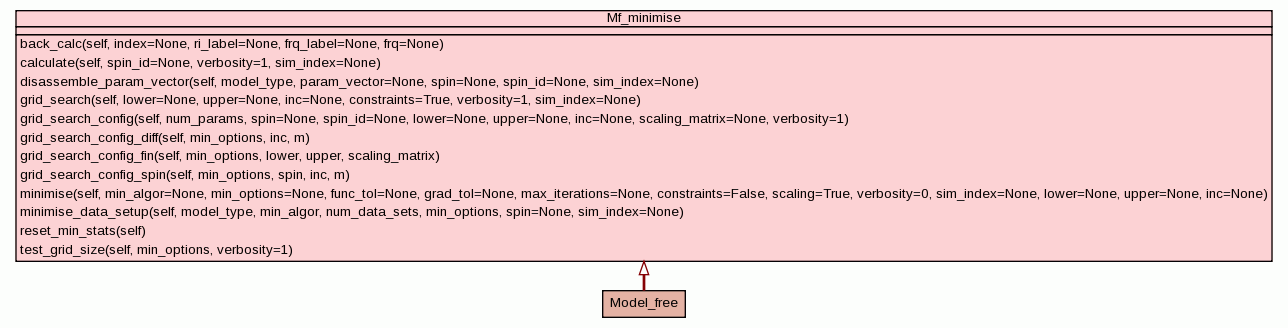 Mf_minimise
back_calc(self, index=None, ri_label=None, frq_label=None, frq=None)
calculate(self, spin_id=None, verbosity=1, sim_index=None)
disassemble_param_vector(self, model_type, param_vector=None, spin=None, spin_id=None, sim_index=None)
grid_search(self, lower=None, upper=None, inc=None, constraints=True, verbosity=1, sim_index=None)
grid_search_config(self, num_params, spin=None, spin_id=None, lower=None, upper=None, inc=None, scaling_matrix=None, verbosity=1)
grid_search_config_diff(self, min_options, inc, m)
grid_search_config_fin(self, min_options, lower, upper, scaling_matrix)
grid_search_config_spin(self, min_options, spin, inc, m)
minimise(self, min_algor=None, min_options=None, func_tol=None, grad_tol=None, max_iterations=None, constraints=False, scaling=True, verbosity=0, sim_index=None, lower=None, upper=None, inc=None)
minimise_data_setup(self, model_type, min_algor, num_data_sets, min_options, spin=None, sim_index=None)
reset_min_stats(self)
test_grid_size(self, min_options, verbosity=1)
Model_free